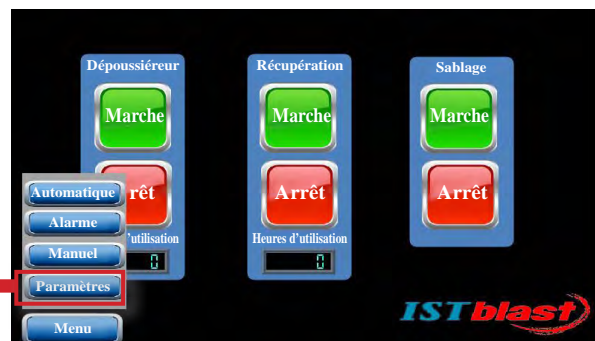 Dépoussiéreur
Marche
rêt
’utilisation
0
Récupération
Marche
Arrêt
Heures d’utilisation
0
Sablage
Marche
Arrêt
Automatique
Alarme
Manuel
Paramètres
Menu
ISTblast